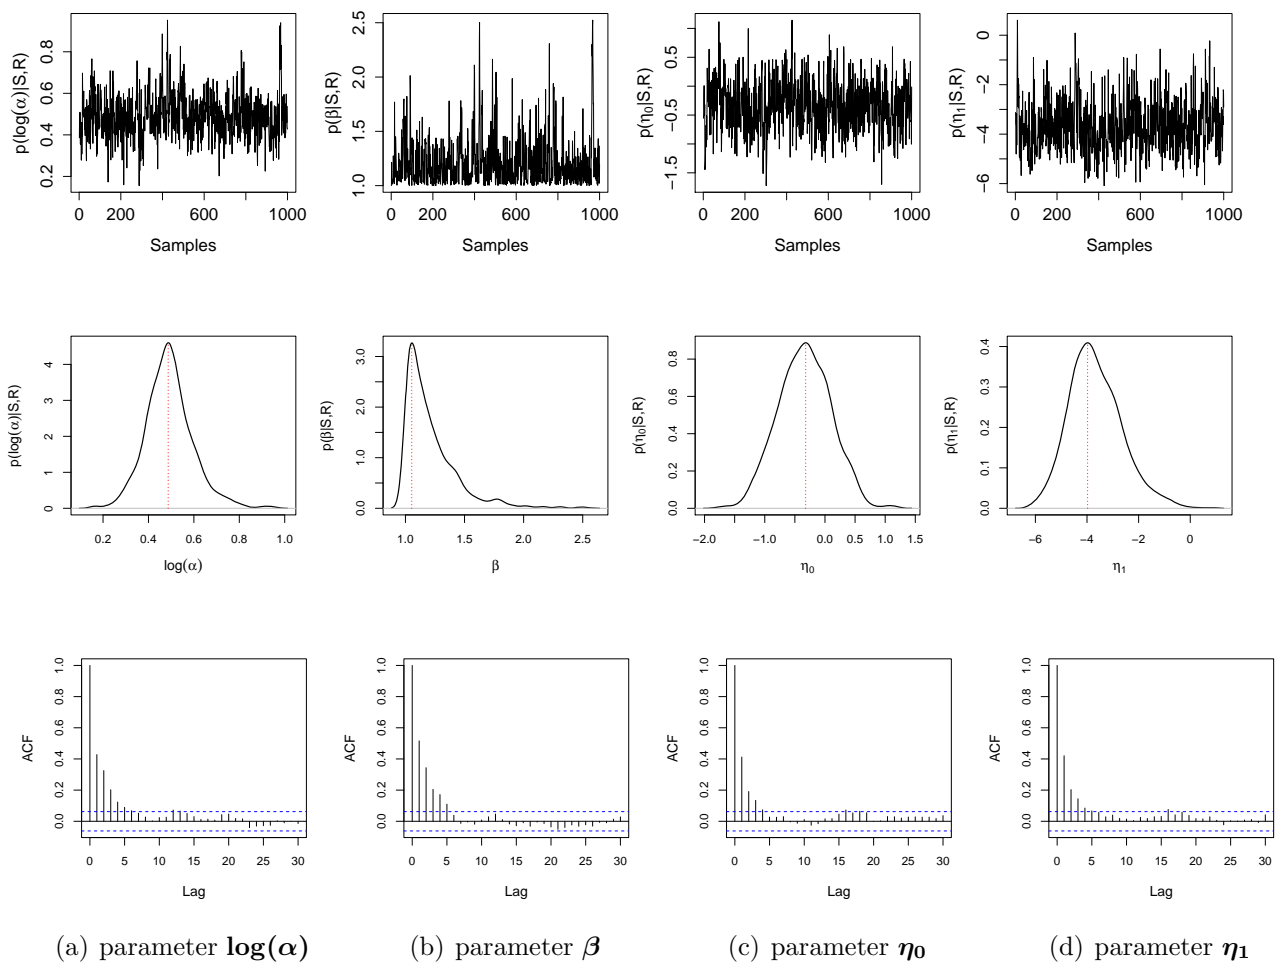 p(log(α)|S,R)
0.2 0.4 0.6 0.8
0 200 600 1000
Samples
p(β|S,R)
1.0 1.5 2.0 2.5
0 200 600 1000
Samples
p(η0|S,R)
−1.5 −0.5 0.5
0 200 600 1000
Samples
p(η1|S,R)
−6 −4 −2 0
0 200 600 1000
Samples
p(log(α)|S,R)
0 1 2 3 4
0.2 0.4 0.6 0.8 1.0
log(α)
p(β|S,R)
0.0 1.0 2.0 3.0
1.0 1.5 2.0 2.5
β
p(η0|S,R)
0.0 0.2 0.4 0.6 0.8
−2.0 −1.0 0.0 0.5 1.0 1.5
η0
p(η1|S,R)
0.0 0.1 0.2 0.3 0.4
−6 −4 −2 0
η1
ACF
0.0 0.2 0.4 0.6 0.8 1.0
0 5 10 15 20 25 30
Lag
ACF
0.0 0.2 0.4 0.6 0.8 1.0
0 5 10 15 20 25 30
Lag
ACF
0.0 0.2 0.4 0.6 0.8 1.0
0 5 10 15 20 25 30
Lag
ACF
0.0 0.2 0.4 0.6 0.8 1.0
0 5 10 15 20 25 30
Lag
(a) parameter log(α)
(b) parameter β
(c) parameter η0
(d) parameter η1